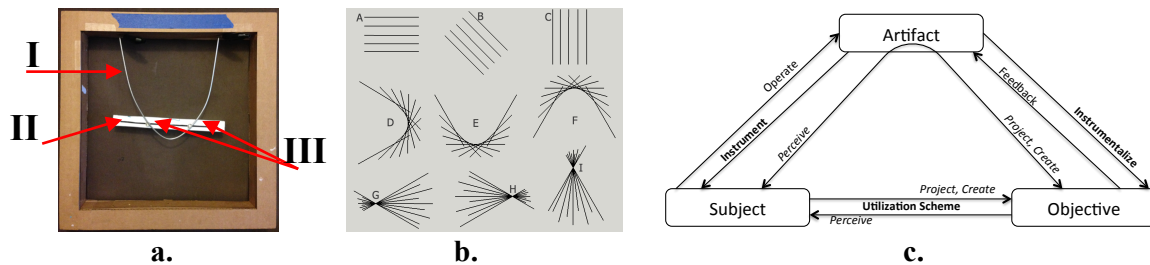 I
II
III
a.
A
B
C
D
E
F
G
H
I
b.
Artifact
Operate
Instrument
Perceive
Feedback
Instrumentalize
Project, Create
Project, Create
Subject
Utilization Scheme
Objective
Perceive
c.